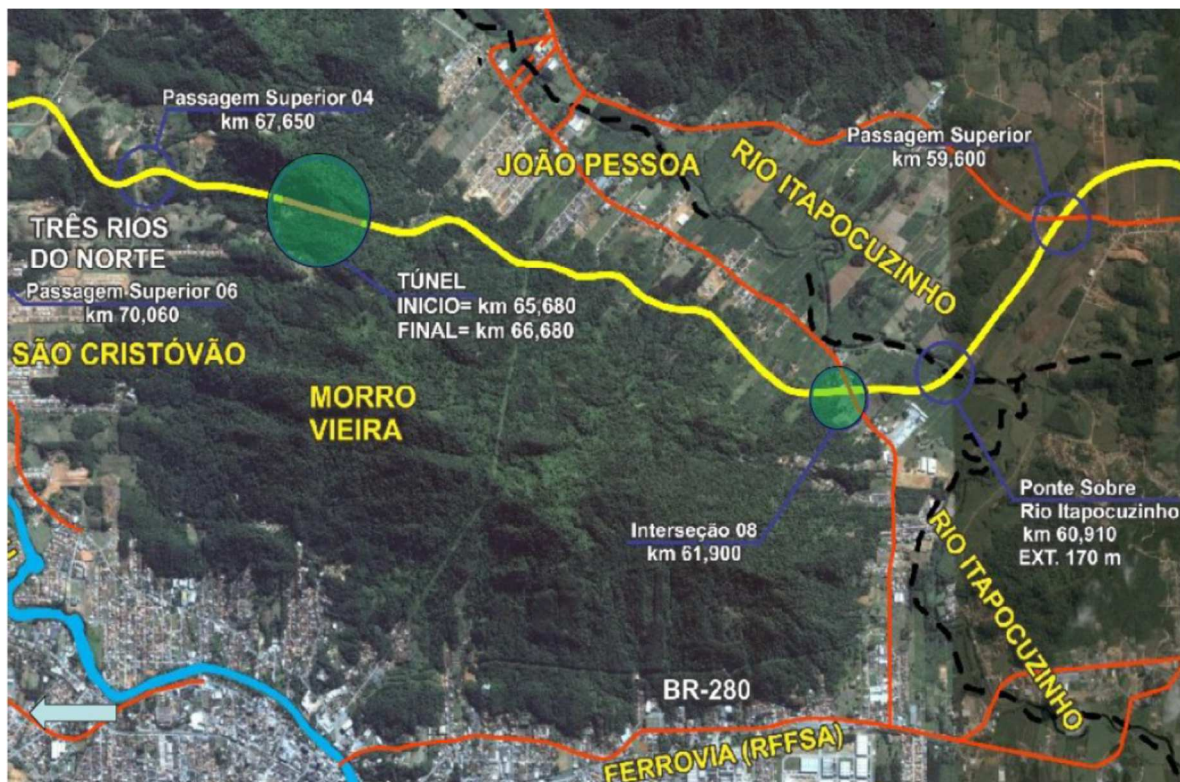 Passagem Superior 04
km 67,650
JOÃO PESSOA
RIO ITAPOCUZINHO
Passagem Superior
km 59,600
TRÊS RIOS
DO NORTE
Passagem Superior 06
km 70,060
SÃO CRISTÓVÃO
TÚNEL
INICIO= km 65,680
FINAL= km 66,680
MORRO
VIEIRA
Interseção 08
km 61,900
Ponte Sobre
Rio Itapocuzinho
km 60,910
EXT. 170 m
RIO ITAPOCUZINHO
BR-280
FERROVIA (RFFSA)